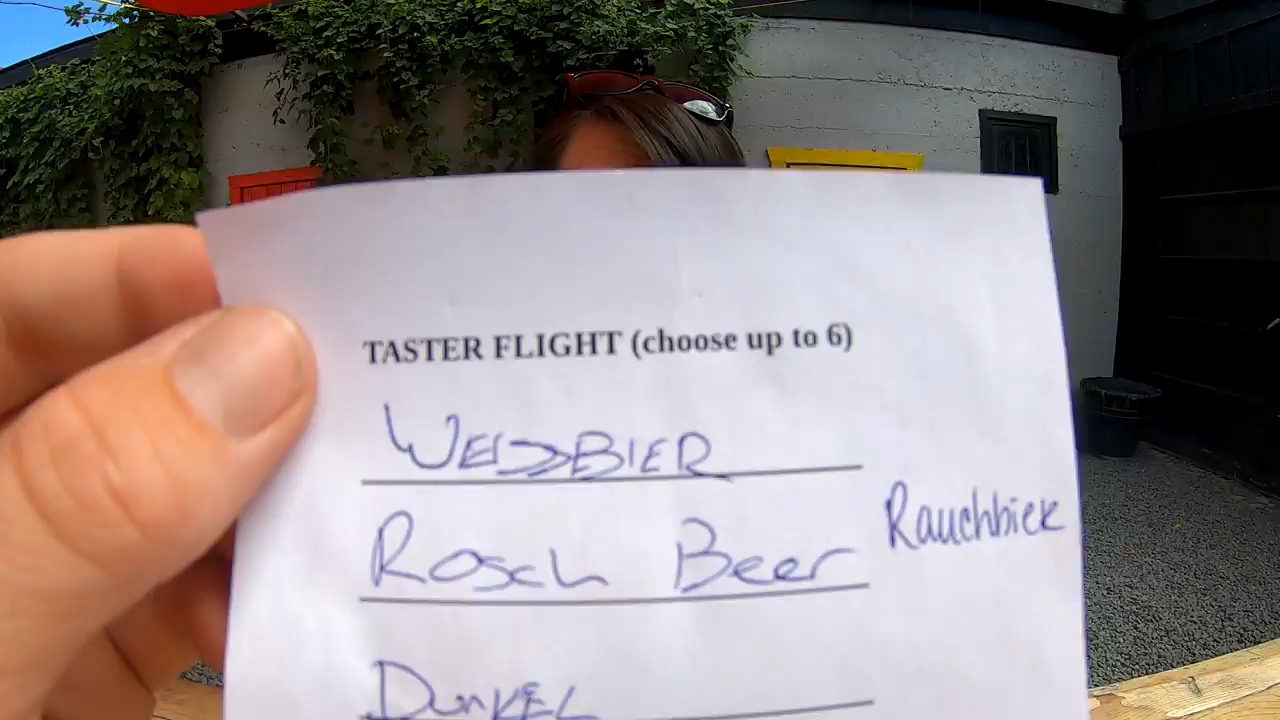 TASTER FLIGHT (choose up to 6)
WEISSBIER
Rosch Beer
Rauchbier
DunKEL